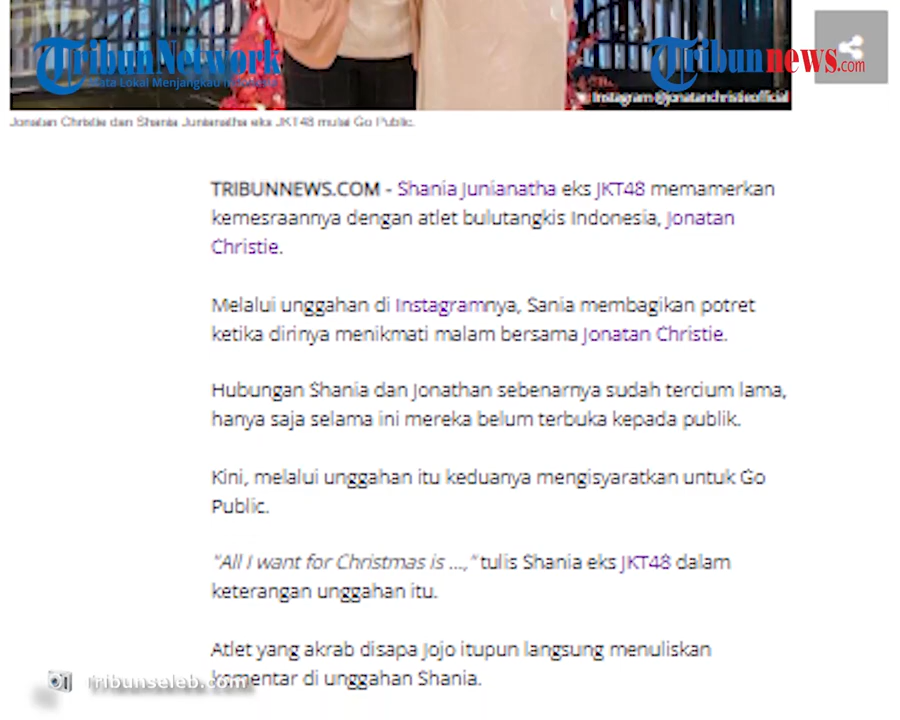 TribunNetwork
Data Lokal Menjangkau Indonesia
Tribunnews.com
Instagram @jonatanchristieofficial
Jonatan Christie dan Shania Junianatha eks JKT48 mulai Go Public.
TRIBUNNEWS.COM - Shania Junianatha eks JKT48 memamerkan
kemesraannya dengan atlet bulutangkis Indonesia, Jonatan
Christie.
Melalui unggahan di Instagramnya, Sania membagikan potret
ketika dirinya menikmati malam bersama Jonatan Christie.
Hubungan Shania dan Jonathan sebenarnya sudah tercium lama,
hanya saja selama ini mereka belum terbuka kepada publik.
Kini, melalui unggahan itu keduanya mengisyaratkan untuk Go
Public.
"All I want for Christmas is ...," tulis Shania eks JKT48 dalam
keterangan unggahan itu.
Atlet yang akrab disapa Jojo itupun langsung menuliskan
komentar di unggahan Shania.
Tribunseleb.com